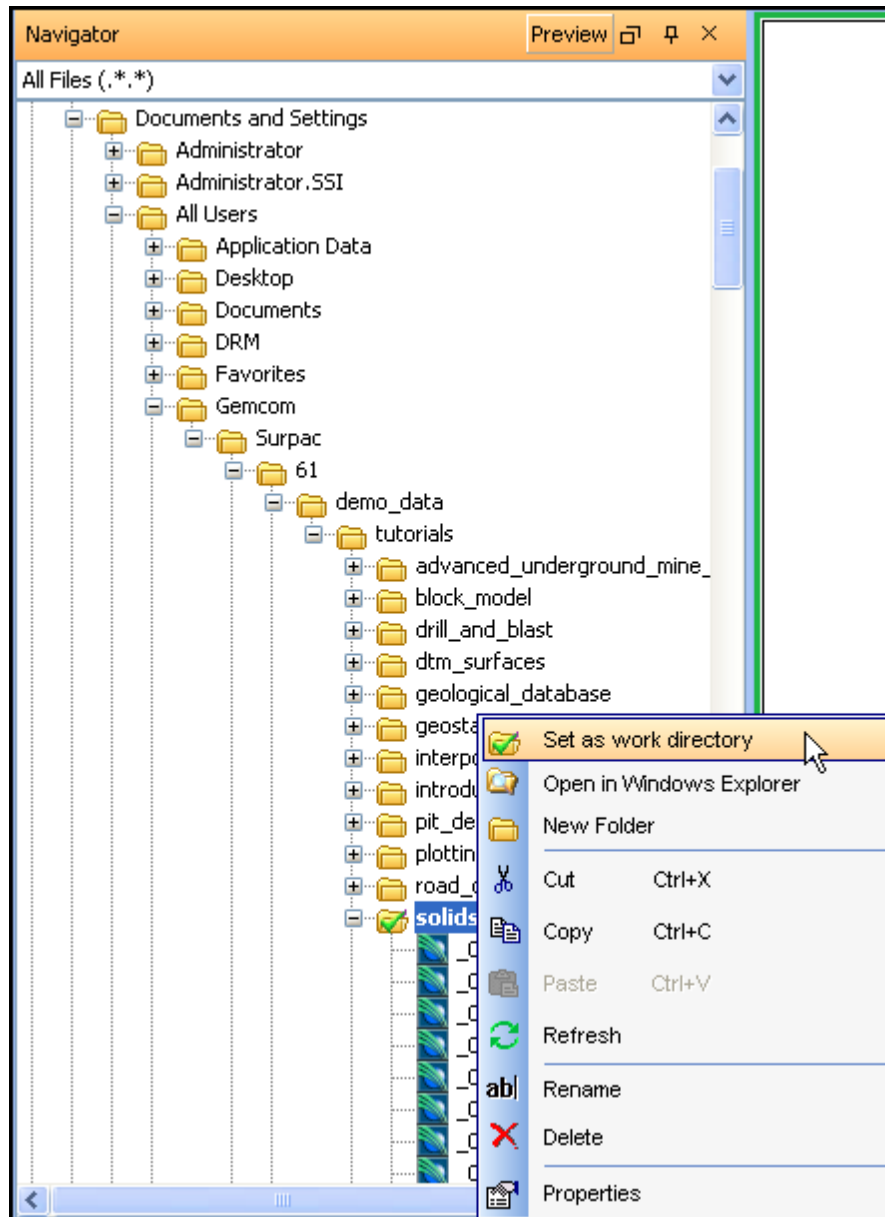 Navigator Preview
All Files (.*.*)
Documents and Settings
Administrator
Administrator.SSI
All Users
Application Data
Desktop
Documents
DRM
Favorites
Gemcom
Surpac
61
demo_data
tutorials
advanced_underground_mine_
block_model
drill_and_blast
dtm_surfaces
geological_database
geosta
interpo
introdu
pit_de
plottin
road_
solids
Set as work directory
Open in Windows Explorer
New Folder
Cut Ctrl+X
Copy Ctrl+C
Paste Ctrl+V
Refresh
ab Rename
Delete
Properties